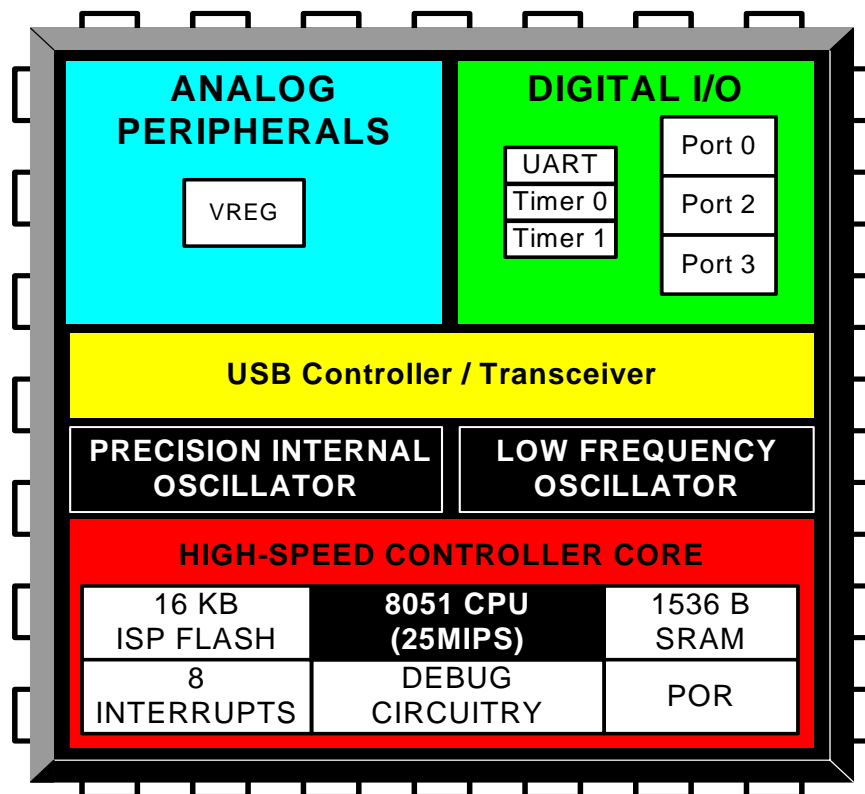 ANALOG
PERIPHERALS
VREG
DIGITAL I/O
UART
Timer 0
Timer 1
Port 0
Port 2
Port 3
USB Controller / Transceiver
PRECISION INTERNAL
OSCILLATOR
LOW FREQUENCY
OSCILLATOR
HIGH-SPEED CONTROLLER CORE
16 KB
ISP FLASH
8051 CPU
(25MIPS)
1536 B
SRAM
8
INTERRUPTS
DEBUG
CIRCUITRY
POR